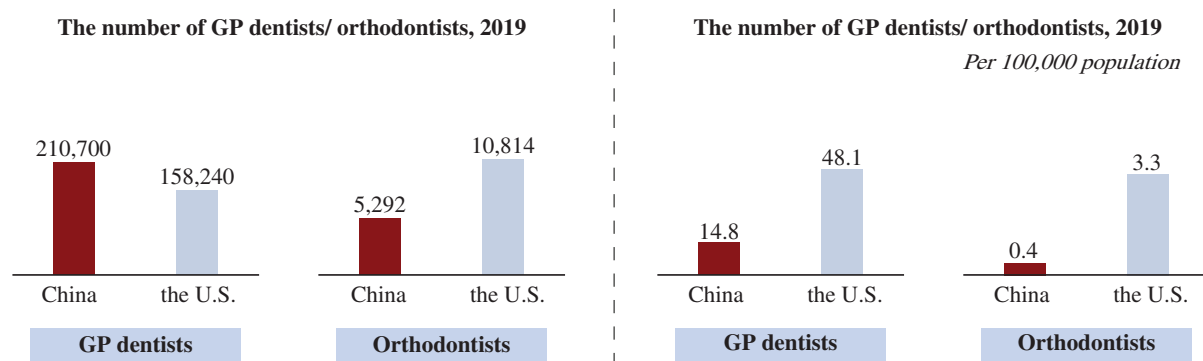 The number of GP dentists/ orthodontists, 2019
210,700
158,240
China
the U.S.
GP dentists
10,814
5,292
China
the U.S.
Orthodontists
The number of GP dentists/ orthodontists, 2019
Per 100,000 population
48.1
14.8
China
the U.S.
GP dentists
3.3
0.4
China
the U.S.
Orthodontists